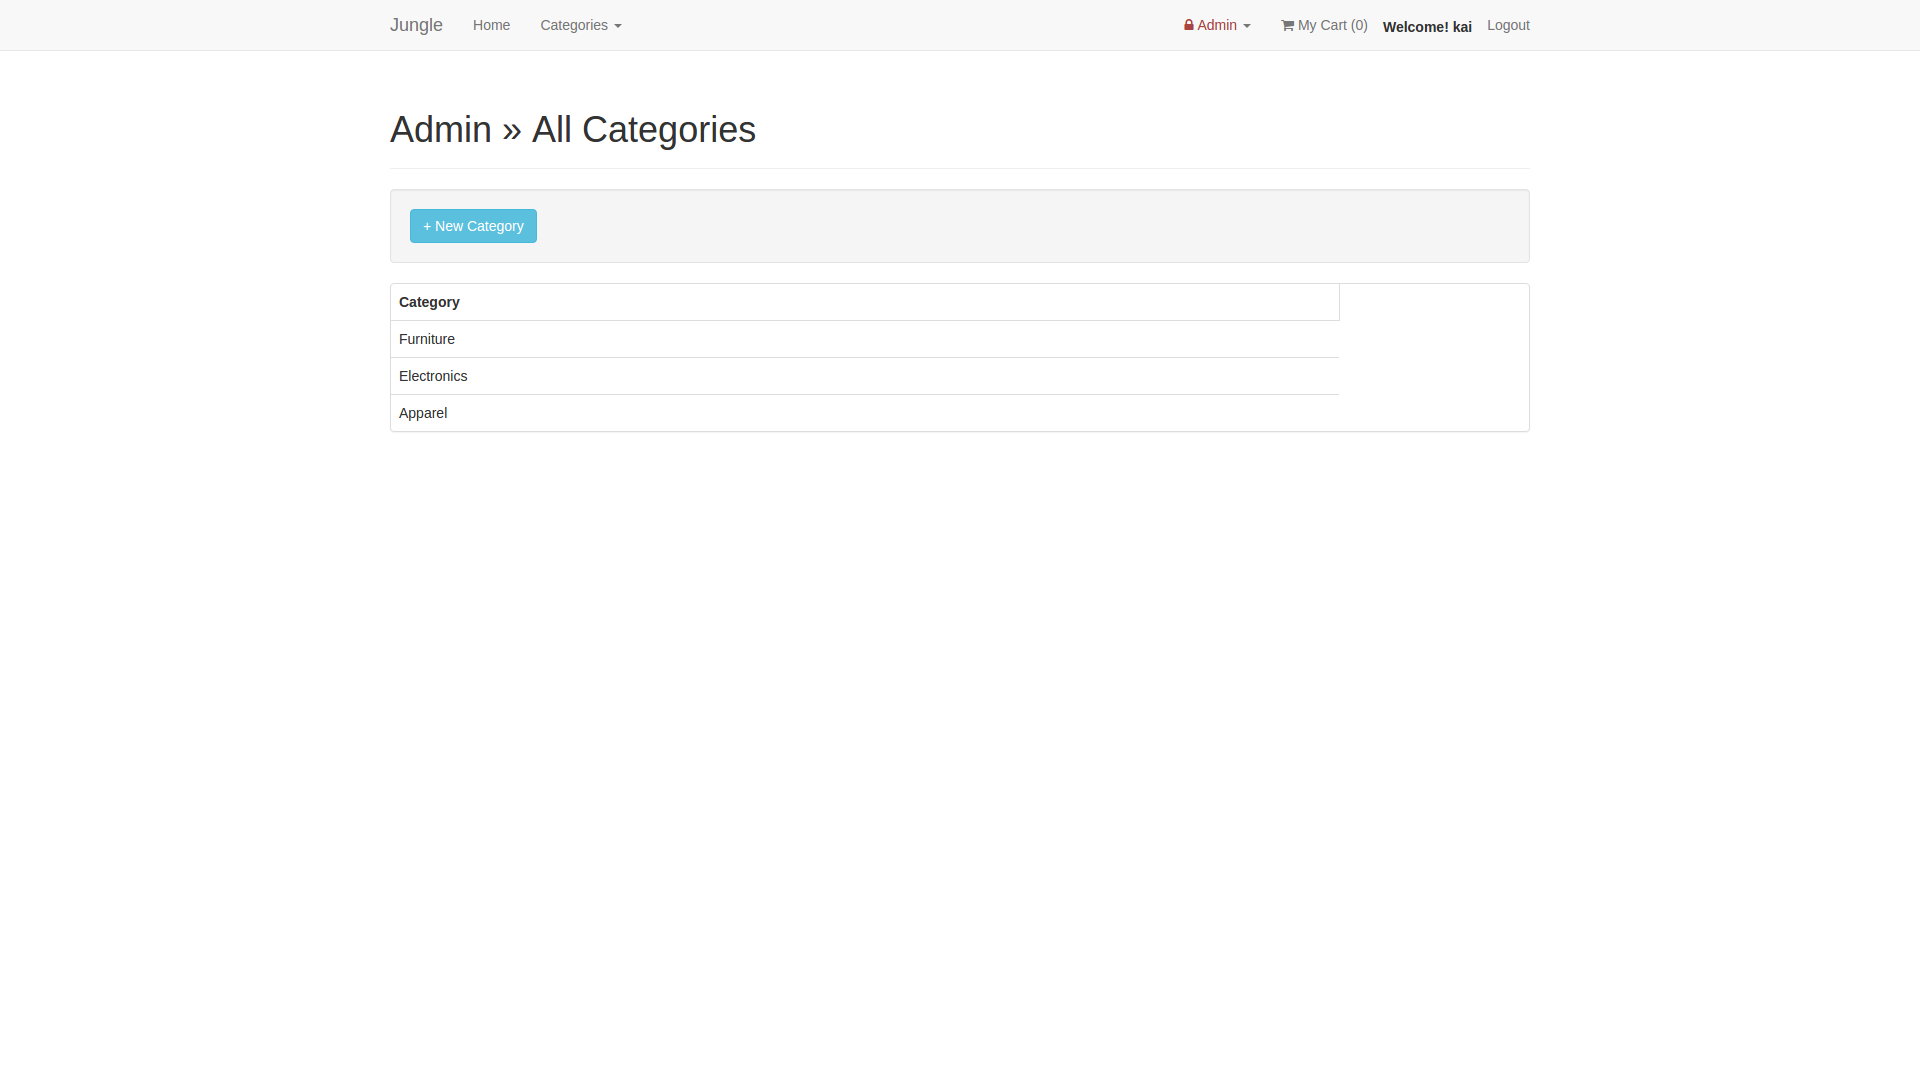 Jungle Home Categories Admin My Cart (0) Welcome! kai Logout
Admin » All Categories
+ New Category
Category
Furniture
Electronics
Apparel